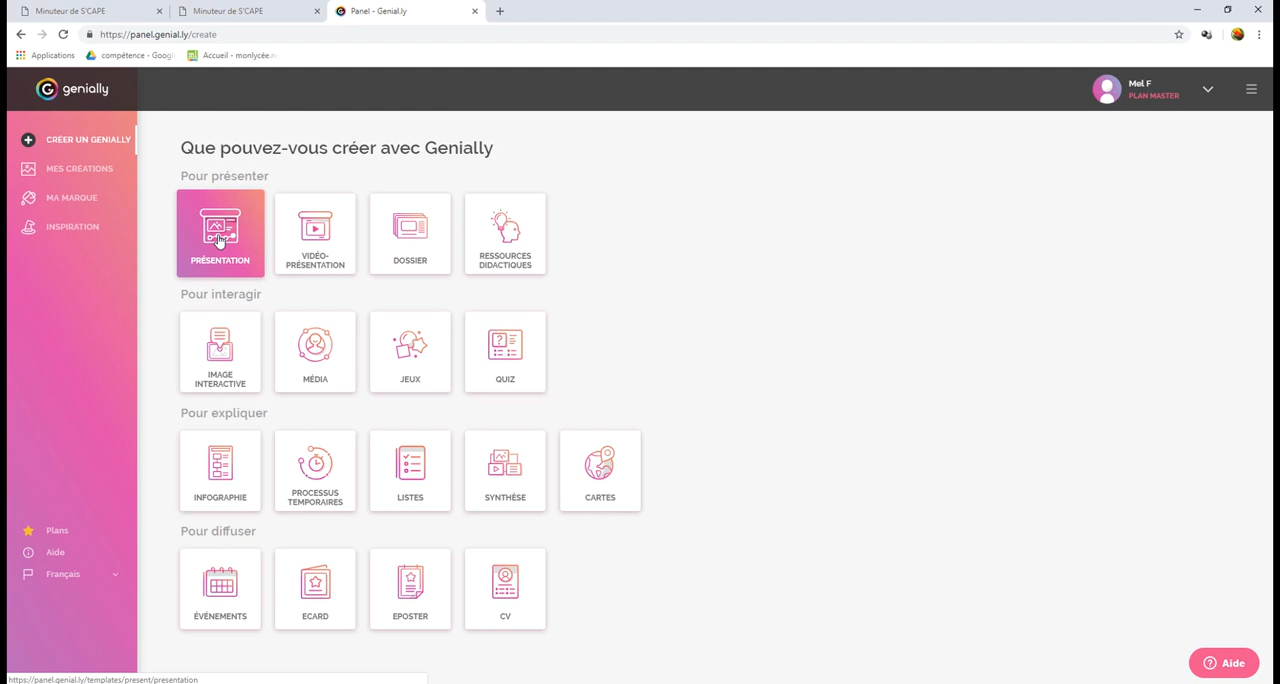 Minuteur de S'CAPE
Minuteur de S'CAPE
Panel - Genial.ly
https://panel.genial.ly/create
Applications
compétence - Googl
Accueil - monlycée.n
genially
Mel F
PLAN MASTER
CRÉER UN GENIALLY
MES CRÉATIONS
MA MARQUE
INSPIRATION
Plans
Aide
Français
Que pouvez-vous créer avec Genially
Pour présenter
PRÉSENTATION
VIDÉO-
PRÉSENTATION
DOSSIER
RESSOURCES
DIDACTIQUES
Pour interagir
IMAGE
INTERACTIVE
MÉDIA
JEUX
QUIZ
Pour expliquer
INFOGRAPHIE
PROCESSUS
TEMPORAIRES
LISTES
SYNTHÈSE
CARTES
Pour diffuser
ÉVÉNEMENTS
ECARD
EPOSTER
CV
Aide
https://panel.genial.ly/templates/present/presentation